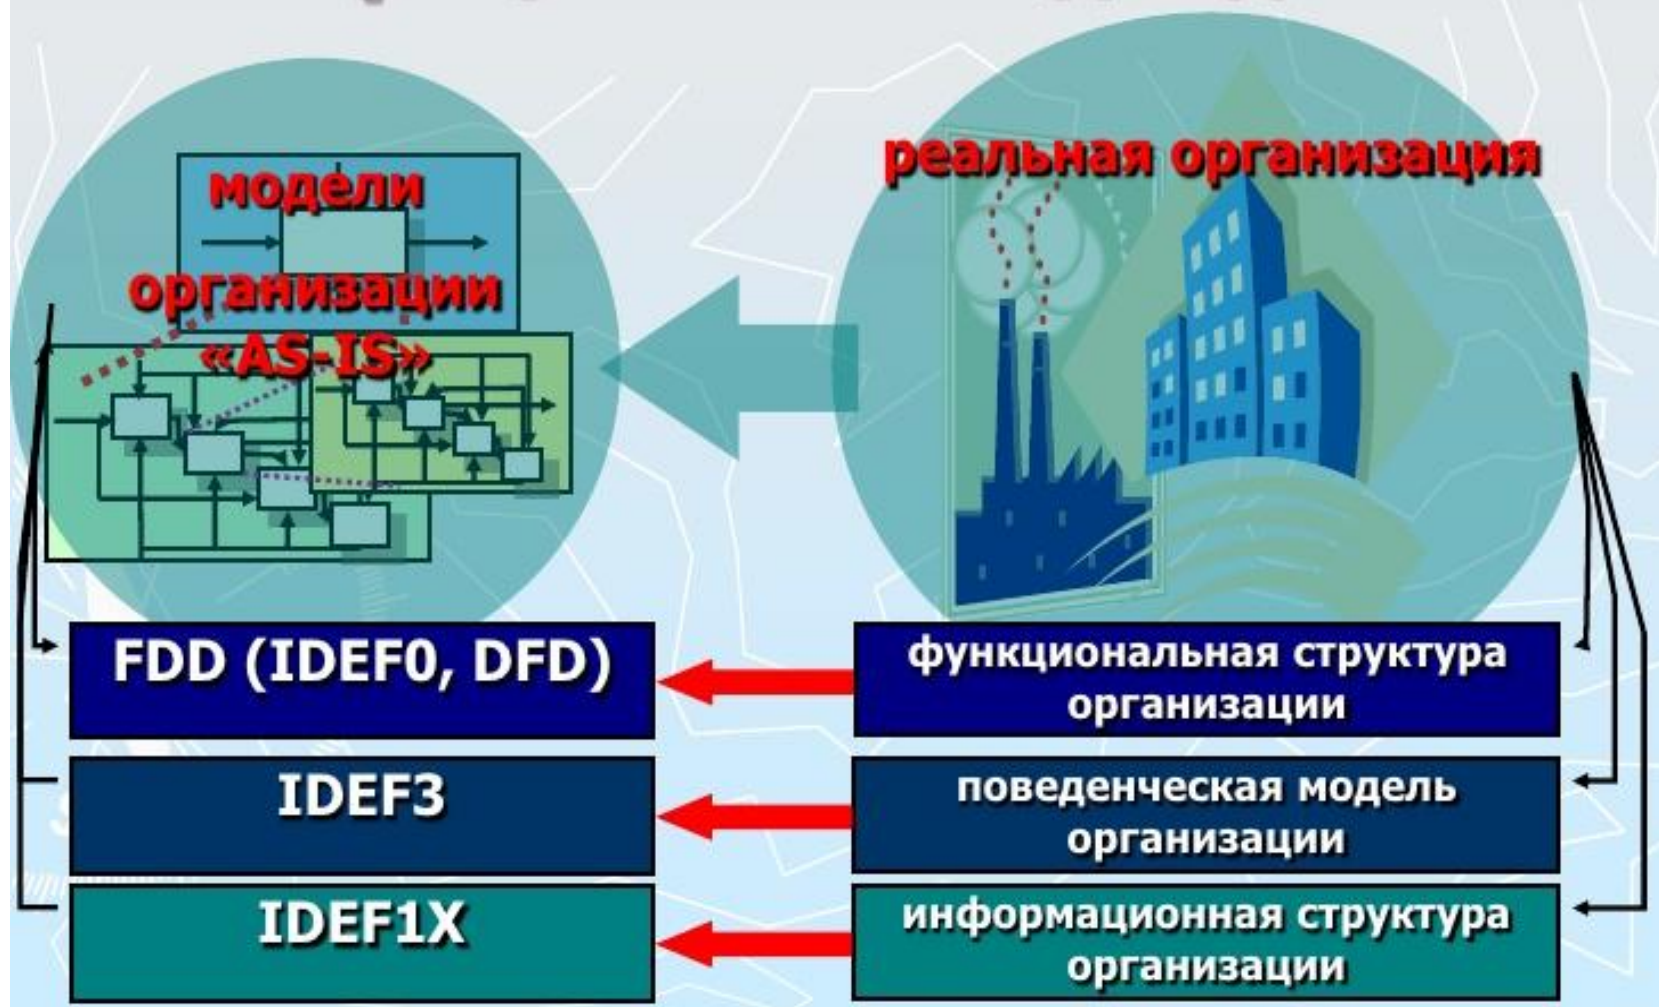 модели
организации
«AS-IS»
реальная организация
FDD (IDEF0, DFD)
функциональная структура
организации
IDEF3
поведенческая модель
организации
IDEF1X
информационная структура
организации